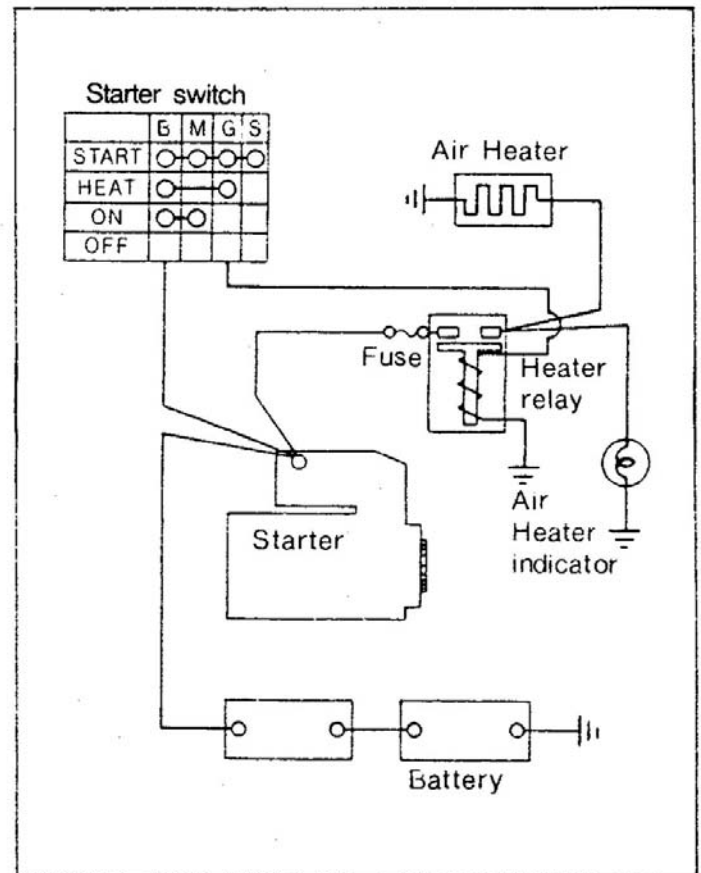 Starter switch
B M G S
START
HEAT
ON
OFF
Air Heater
Fuse
Heater
relay
Starter
Air
Heater
indicator
Battery